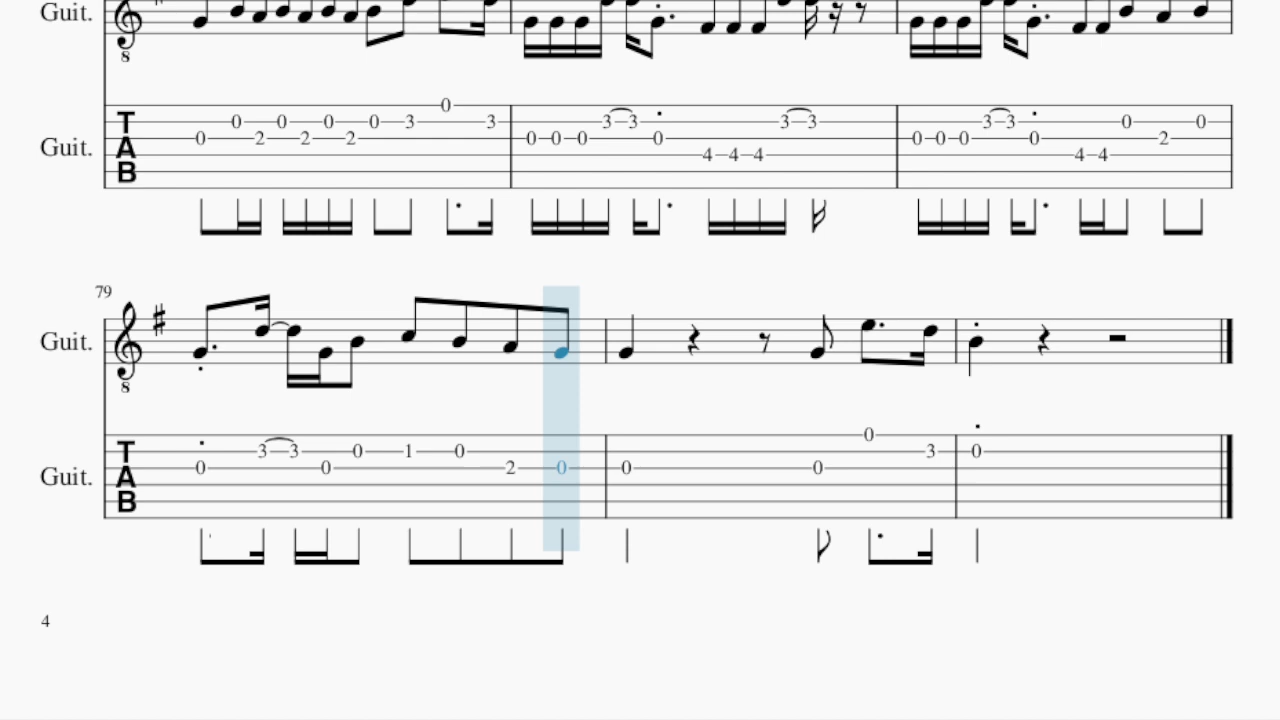 Guit.
8
Guit.
T
A
B
0 0 2 0 2 0 2 0 3 0 3
0 0 0 3 3 0 4 4 4 3 3
0 0 0 3 3 0 4 4 0 2 0
79
Guit.
8
Guit.
T
A
B
0 3 3 0 0 1 0 2 0
0 0 0 3
0
4